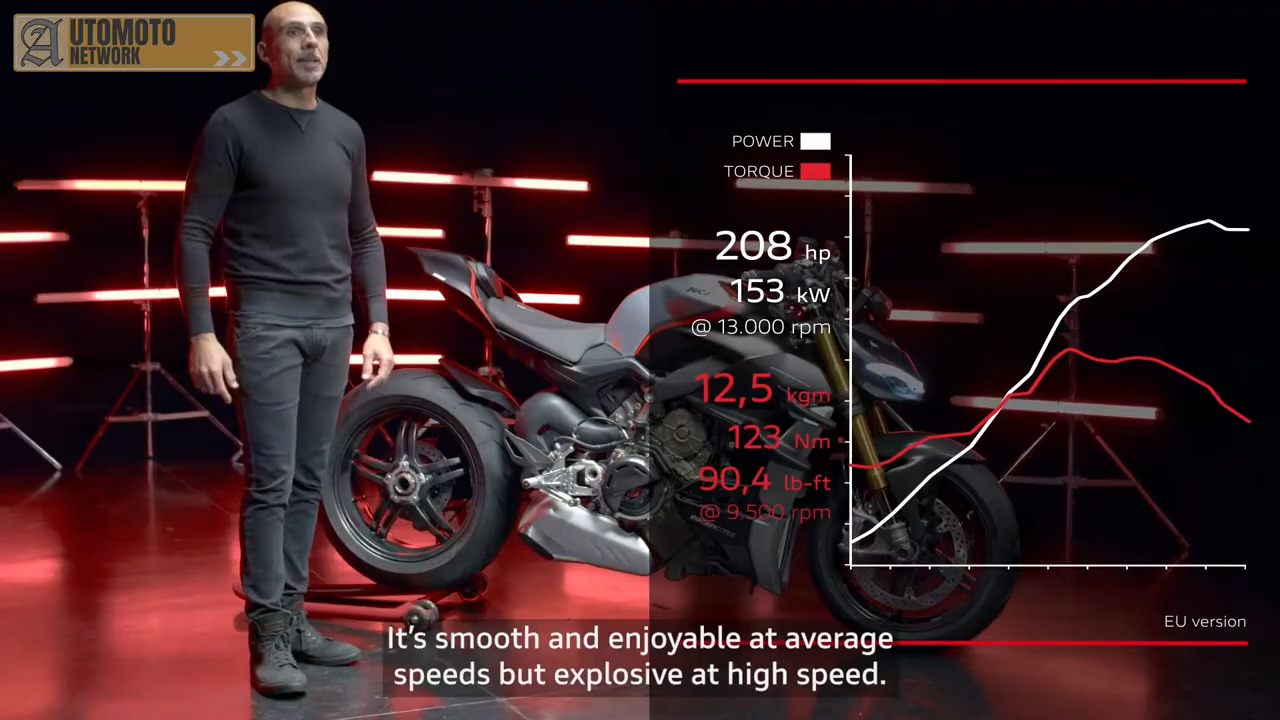 AUTOMOTO
NETWORK
POWER
TORQUE
208 hp
153 kW
@ 13.000 rpm
12,5 kgm
123 Nm
90,4 lb-ft
@ 9.500 rpm
EU version
It's smooth and enjoyable at average
speeds but explosive at high speed.